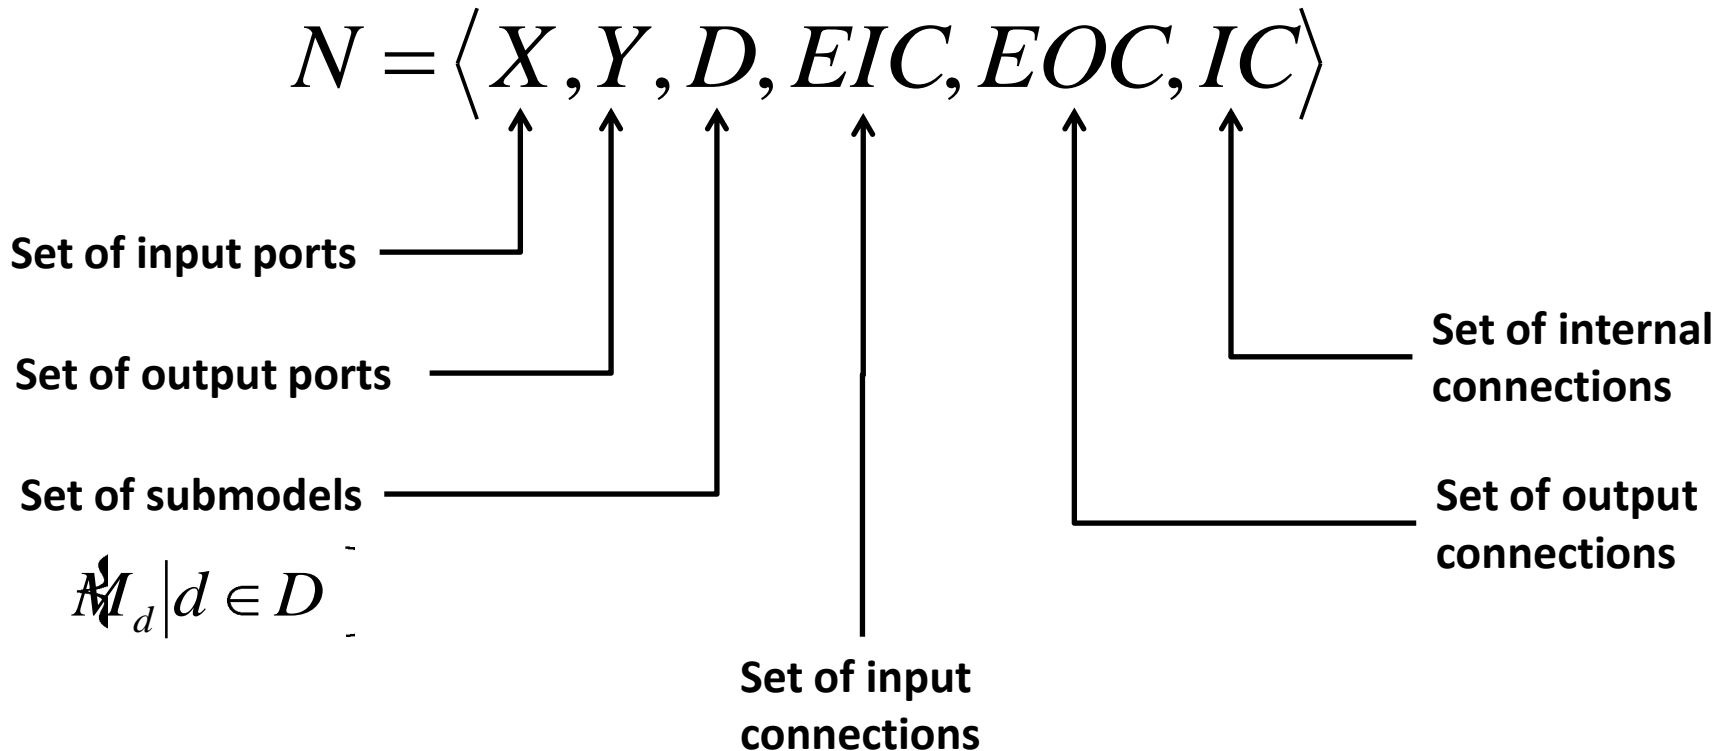 N = ⟨X, Y, D, EIC, EOC, IC⟩
Set of input ports
Set of output ports
Set of submodels
M_d | d ∈ D
Set of input
connections
Set of internal
connections
Set of output
connections